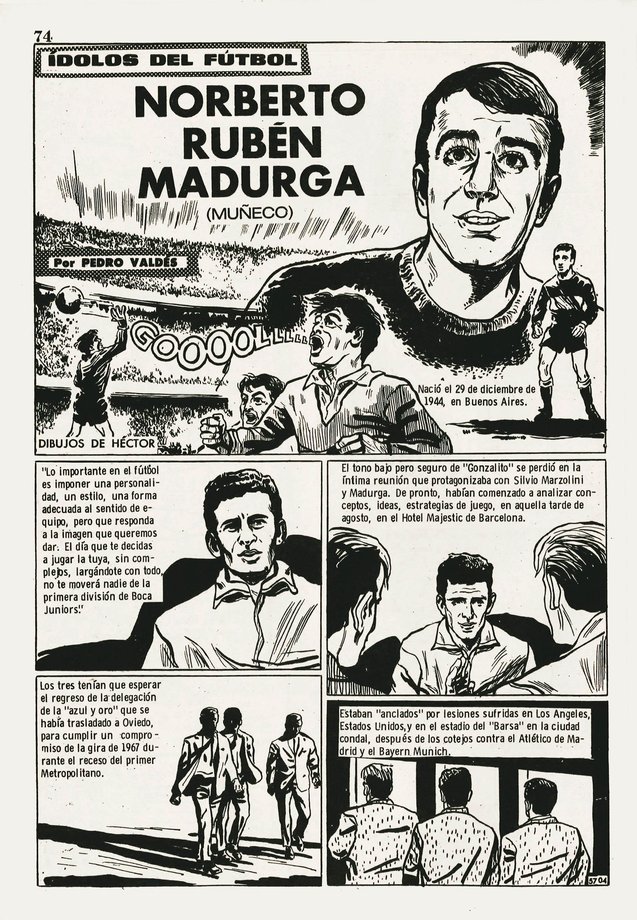 74
ÍDOLOS DEL FÚTBOL
NORBERTO
RUBÉN
MADURGA
(MUÑECO)
Por PEDRO VALDÉS
GOOOOLLLLL
Nació el 29 de diciembre de
1944, en Buenos Aires.
DIBUJOS DE HÉCTOR
"Lo importante en el fútbol
es imponer una personali-
dad, un estilo, una forma
adecuada al sentido de e-
quipo, pero que responda
a la imagen que queremos
dar. El día que te decidas
a jugar la tuya, sin com-
plejos, largándote con todo,
no te moverá nadie de la
primera división de Boca
Juniors."
El tono bajo pero seguro de "Gonzalito" se perdió en la
íntima reunión que protagonizaba con Silvio Marzolini
y Madurga. De pronto, habían comenzado a analizar con-
ceptos, ideas, estrategias de juego, en aquella tarde de
agosto, en el Hotel Majestic de Barcelona.
Los tres tenían que esperar
el regreso de la delegación
de la "azul y oro" que se
había trasladado a Oviedo,
para cumplir un compro-
miso de la gira de 1967 du-
rante el receso del primer
Metropolitano.
Estaban "anclados" por lesiones sufridas en Los Angeles,
Estados Unidos, y en el estadio del "Barsa" en la ciudad
condal, después de los cotejos contra el Atlético de Ma-
drid y el Bayern Munich.
5704